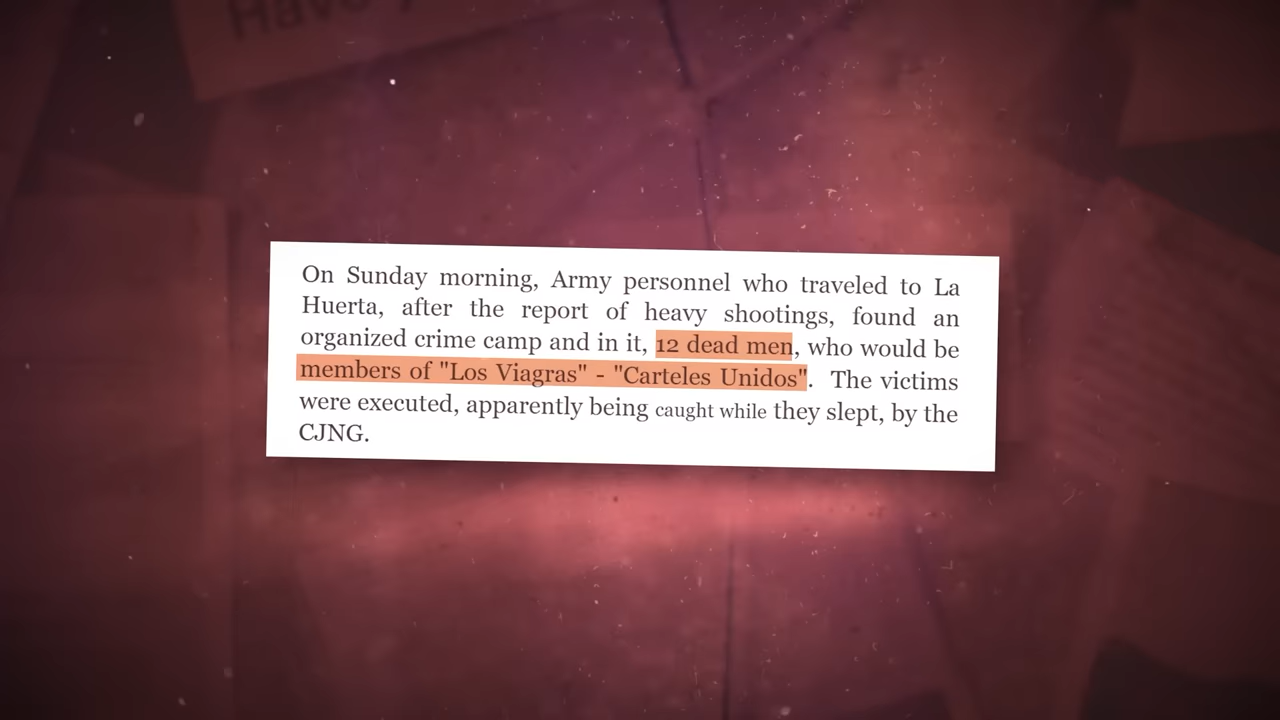 Have
On Sunday morning, Army personnel who traveled to La
Huerta, after the report of heavy shootings, found an
organized crime camp and in it, 12 dead men, who would be
members of "Los Viagras" - "Carteles Unidos".  The victims
were executed, apparently being caught while they slept, by the
CJNG.